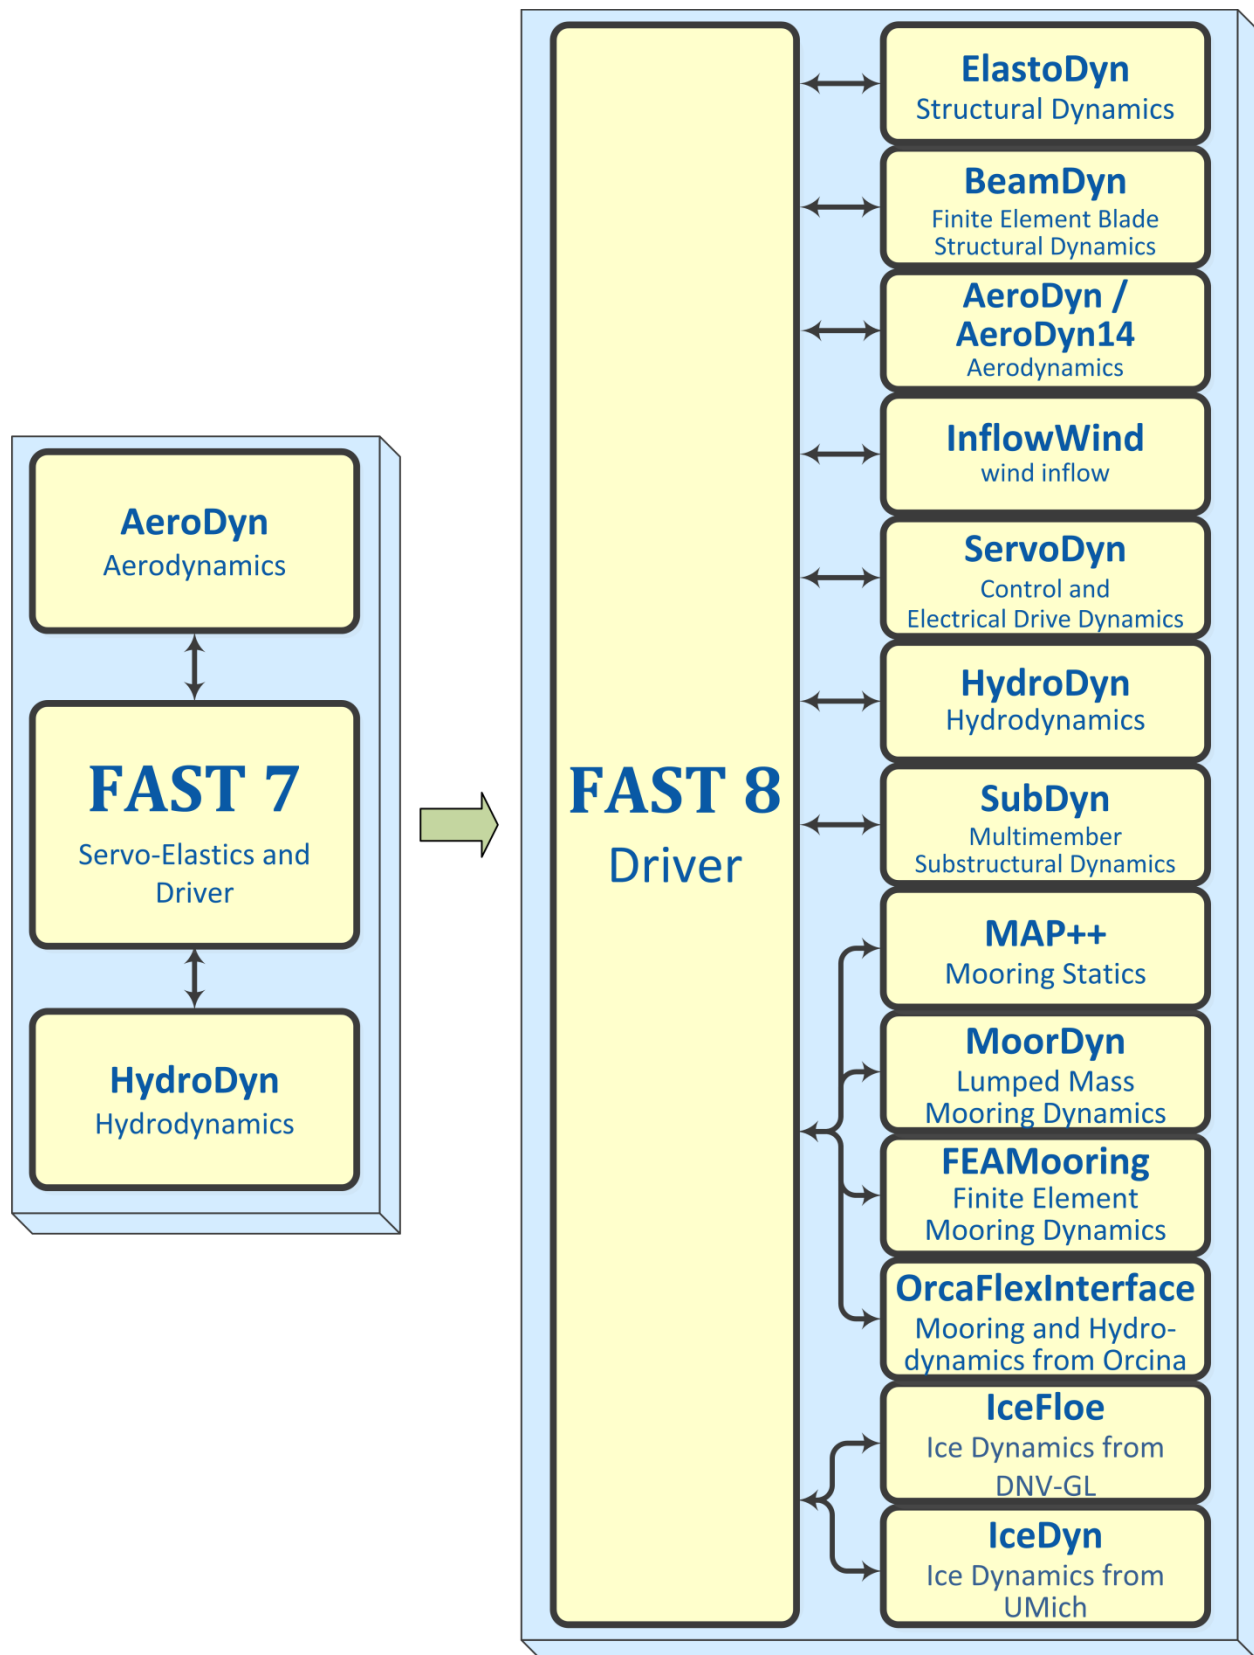 AeroDyn
Aerodynamics
FAST 7
Servo-Elastics and
Driver
HydroDyn
Hydrodynamics
FAST 8
Driver
ElastoDyn
Structural Dynamics
BeamDyn
Finite Element Blade
Structural Dynamics
AeroDyn /
AeroDyn14
Aerodynamics
InflowWind
wind inflow
ServoDyn
Control and
Electrical Drive Dynamics
HydroDyn
Hydrodynamics
SubDyn
Multimember
Substructural Dynamics
MAP++
Mooring Statics
MoorDyn
Lumped Mass
Mooring Dynamics
FEAMooring
Finite Element
Mooring Dynamics
OrcaFlexInterface
Mooring and Hydro-
dynamics from Orcina
IceFloe
Ice Dynamics from
DNV-GL
IceDyn
Ice Dynamics from
UMich